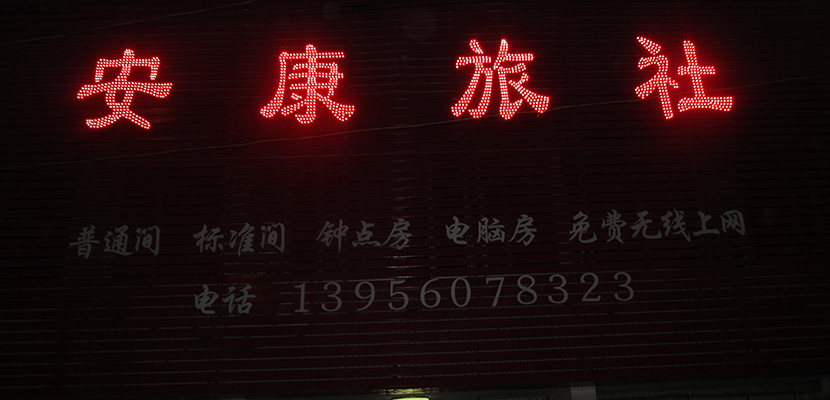 安康旅社
普通间 标准间 钟点房 电脑房 免费无线上网
电话 13956078323